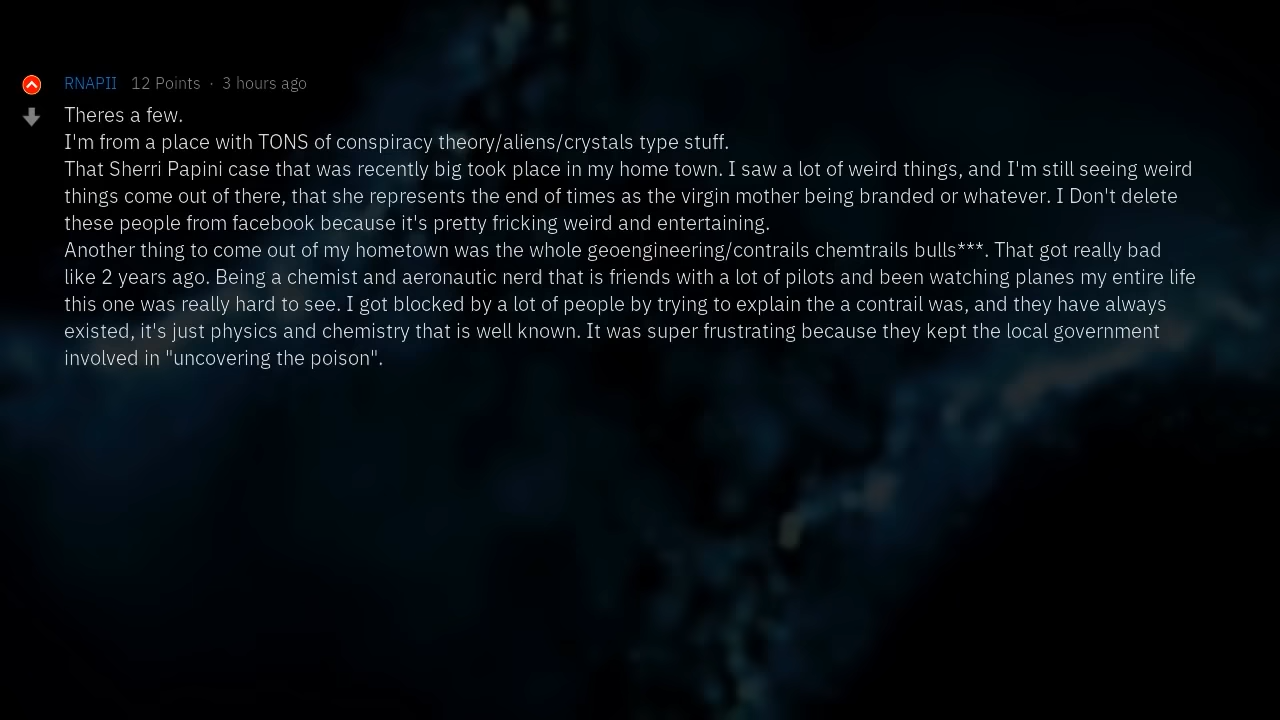 RNAPII 12 Points · 3 hours ago
Theres a few.
I'm from a place with TONS of conspiracy theory/aliens/crystals type stuff.
That Sherri Papini case that was recently big took place in my home town. I saw a lot of weird things, and I'm still seeing weird
things come out of there, that she represents the end of times as the virgin mother being branded or whatever. I Don't delete
these people from facebook because it's pretty fricking weird and entertaining.
Another thing to come out of my hometown was the whole geoengineering/contrails chemtrails bulls***. That got really bad
like 2 years ago. Being a chemist and aeronautic nerd that is friends with a lot of pilots and been watching planes my entire life
this one was really hard to see. I got blocked by a lot of people by trying to explain the a contrail was, and they have always
existed, it's just physics and chemistry that is well known. It was super frustrating because they kept the local government
involved in "uncovering the poison".